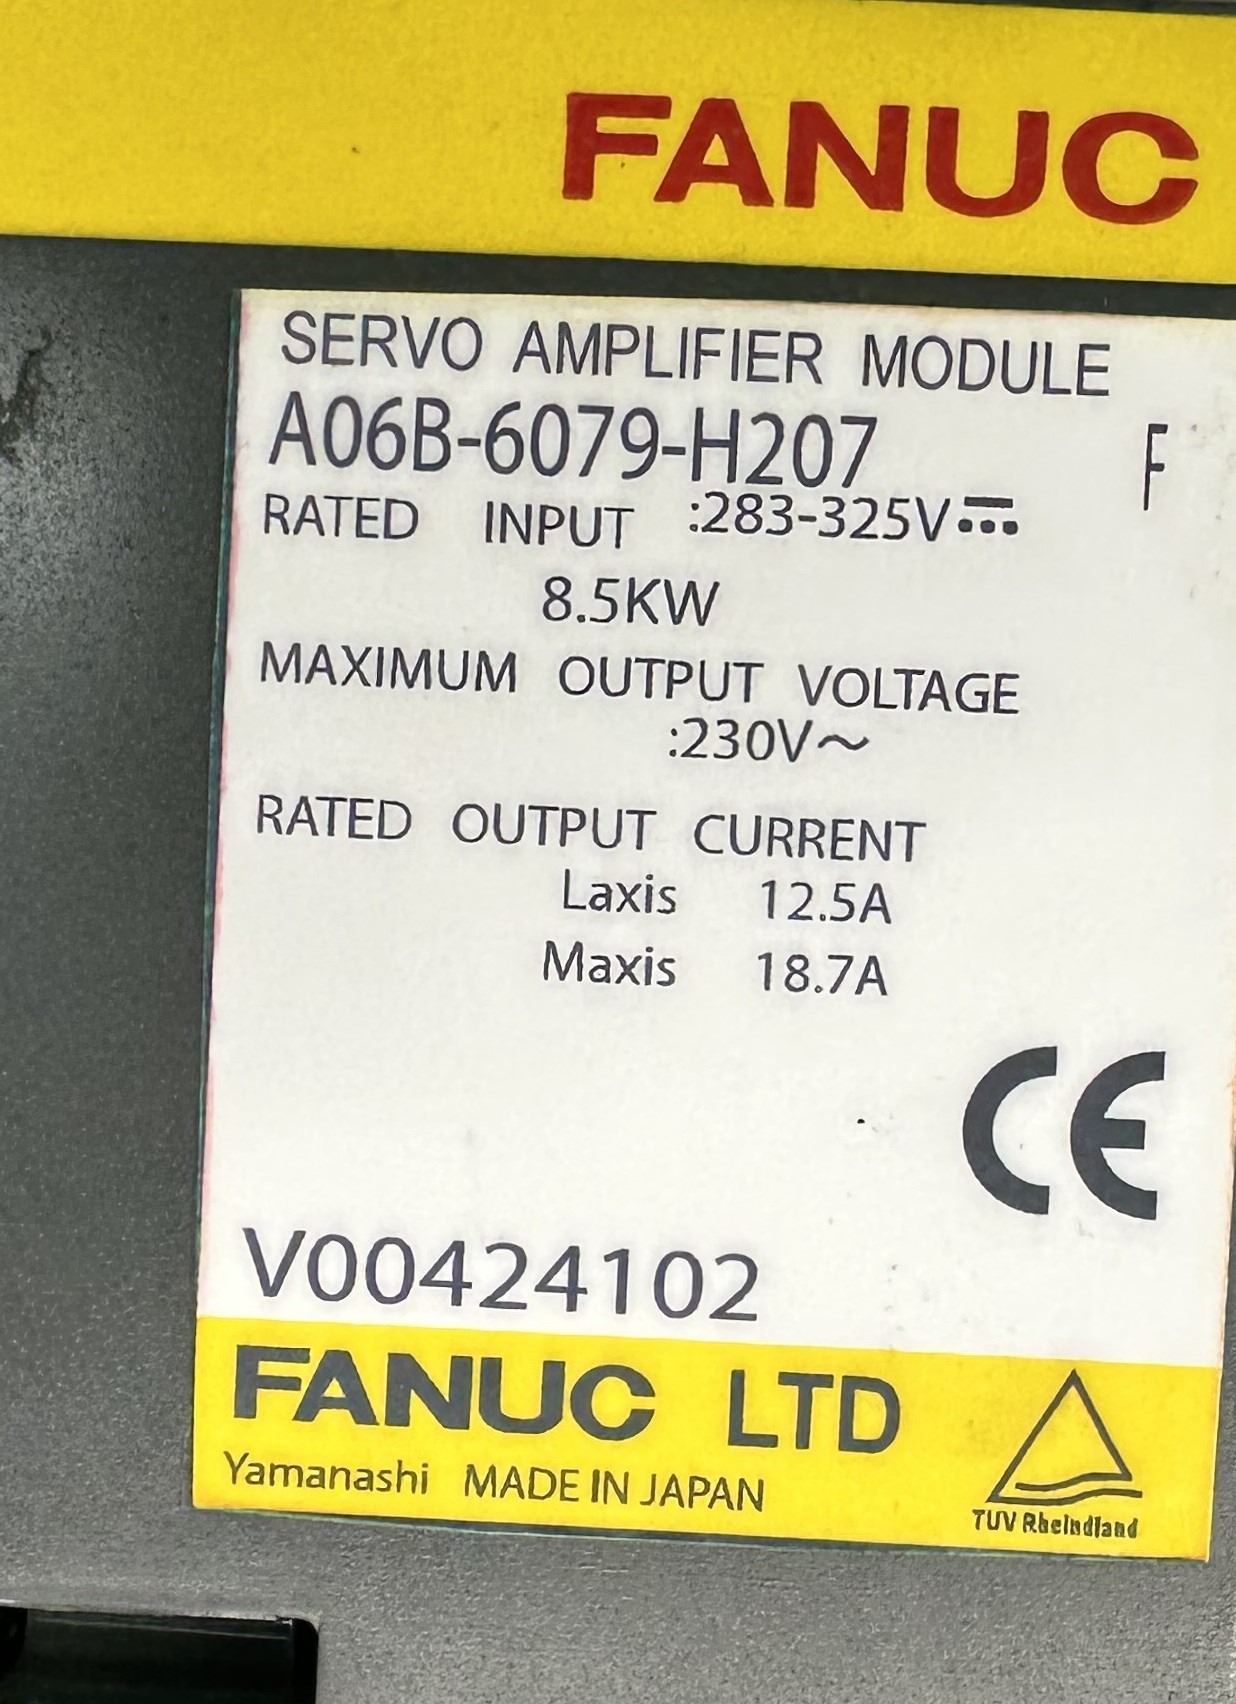 FANUC
SERVO AMPLIFIER MODULE
A06B-6079-H207 F
RATED INPUT :283-325V⎓
8.5KW
MAXIMUM OUTPUT VOLTAGE
:230V~
RATED OUTPUT CURRENT
Laxis 12.5A
Maxis 18.7A
CE
V00424102
FANUC LTD
Yamanashi MADE IN JAPAN
TUV Rheindland